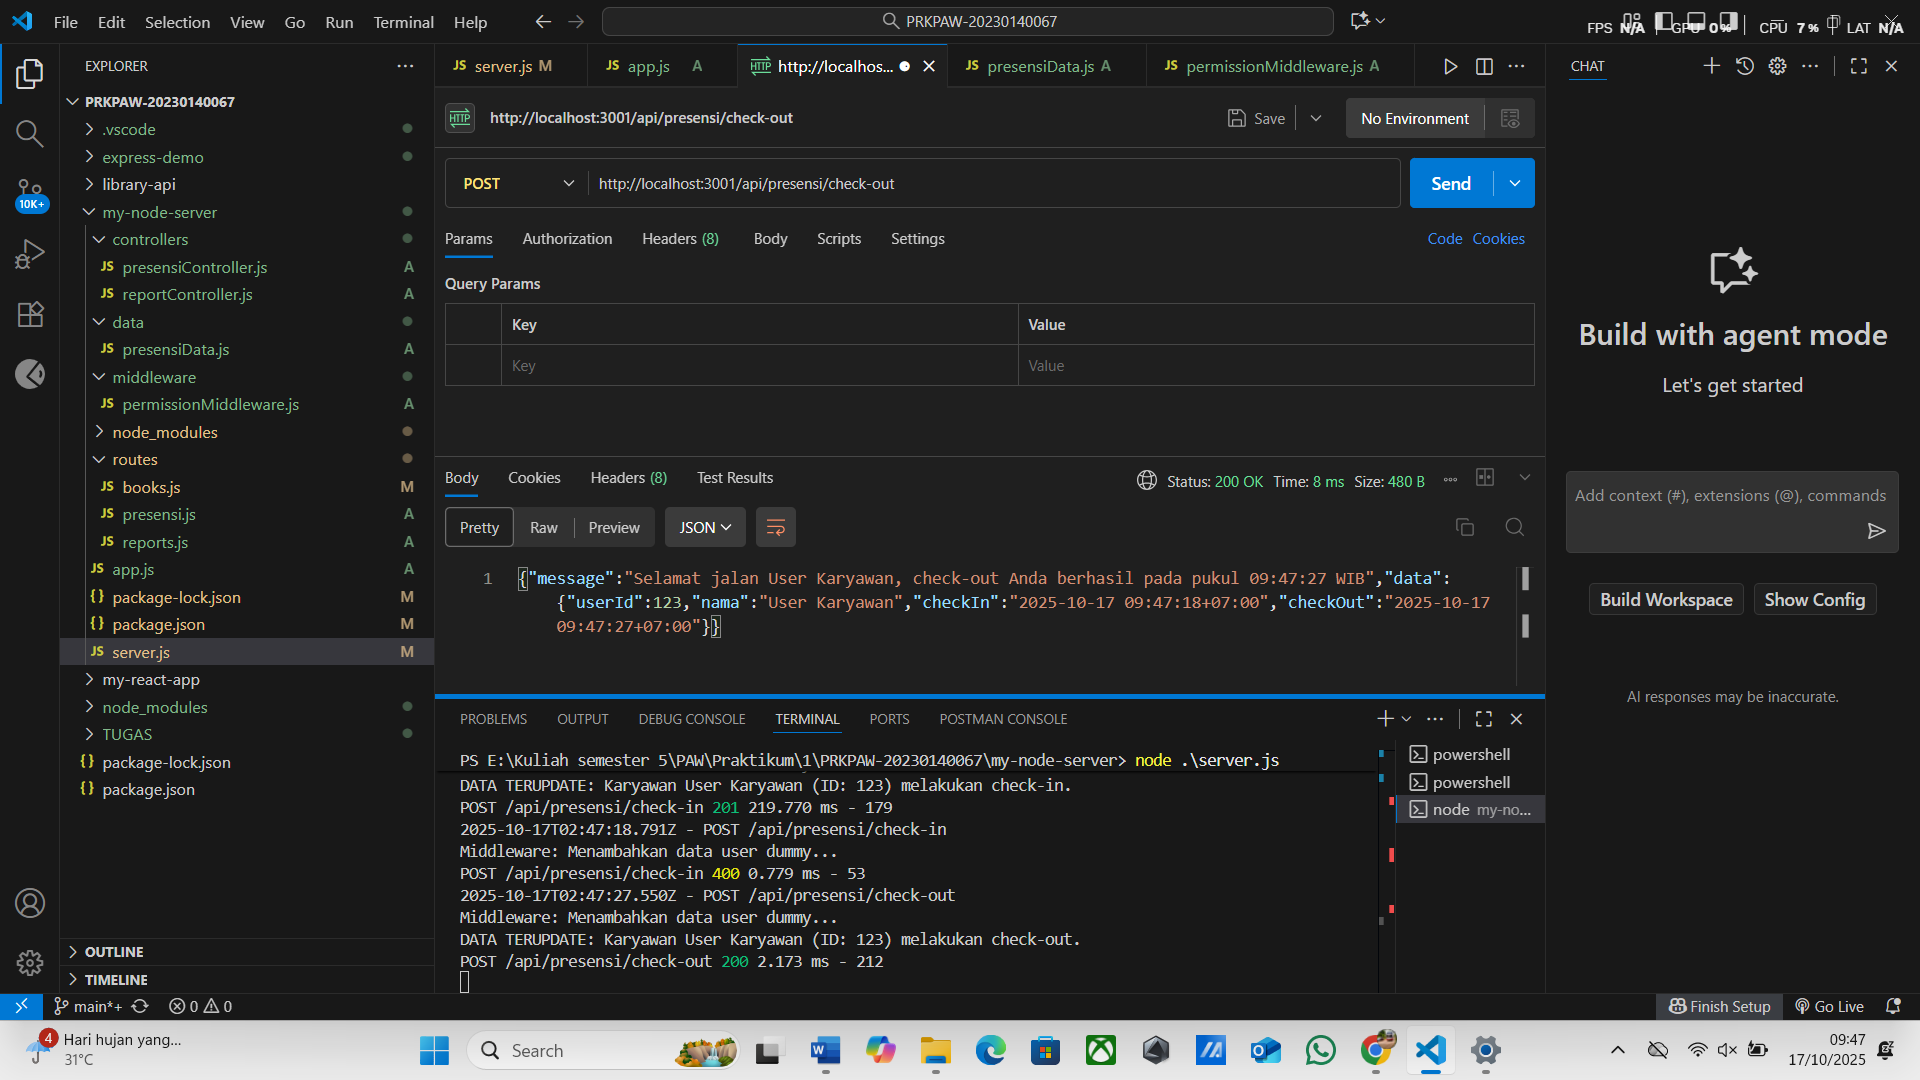 File Edit Selection View Go Run Terminal Help
PRKPAW-20230140067
FPS N/A GPU 0% CPU 7% LAT N/A
EXPLORER
PRKPAW-20230140067
.vscode
express-demo
library-api
my-node-server
controllers
JS presensiController.js A
JS reportController.js A
data
JS presensiData.js A
middleware
JS permissionMiddleware.js A
node_modules
routes
JS books.js M
JS presensi.js A
JS reports.js A
JS app.js A
{} package-lock.json M
{} package.json M
JS server.js M
my-react-app
node_modules
TUGAS
{} package-lock.json
{} package.json
OUTLINE
TIMELINE
10K+
JS server.js M
JS app.js A
HTTP http://localhos...
JS presensiData.js A
JS permissionMiddleware.js A
HTTP http://localhost:3001/api/presensi/check-out
Save
No Environment
POST http://localhost:3001/api/presensi/check-out
Send
Params Authorization Headers (8) Body Scripts Settings
Code Cookies
Query Params
Key Value
Key Value
Body Cookies Headers (8) Test Results
Status: 200 OK Time: 8 ms Size: 480 B
Pretty Raw Preview JSON
1 {"message":"Selamat jalan User Karyawan, check-out Anda berhasil pada pukul 09:47:27 WIB","data":
{"userId":123,"nama":"User Karyawan","checkIn":"2025-10-17 09:47:18+07:00","checkOut":"2025-10-17
09:47:27+07:00"}}
PROBLEMS OUTPUT DEBUG CONSOLE TERMINAL PORTS POSTMAN CONSOLE
PS E:\Kuliah semester 5\PAW\Praktikum\1\PRKPAW-20230140067\my-node-server> node .\server.js
DATA TERUPDATE: Karyawan User Karyawan (ID: 123) melakukan check-in.
POST /api/presensi/check-in 201 219.770 ms - 179
2025-10-17T02:47:18.791Z - POST /api/presensi/check-in
Middleware: Menambahkan data user dummy...
POST /api/presensi/check-in 400 0.779 ms - 53
2025-10-17T02:47:27.550Z - POST /api/presensi/check-out
Middleware: Menambahkan data user dummy...
DATA TERUPDATE: Karyawan User Karyawan (ID: 123) melakukan check-out.
POST /api/presensi/check-out 200 2.173 ms - 212
powershell
powershell
node my-no...
CHAT
Build with agent mode
Let's get started
Add context (#), extensions (@), commands
Build Workspace Show Config
AI responses may be inaccurate.
main*+ 0 0
Finish Setup Go Live
4
Hari hujan yang...
31°C
Search
09:47
17/10/2025